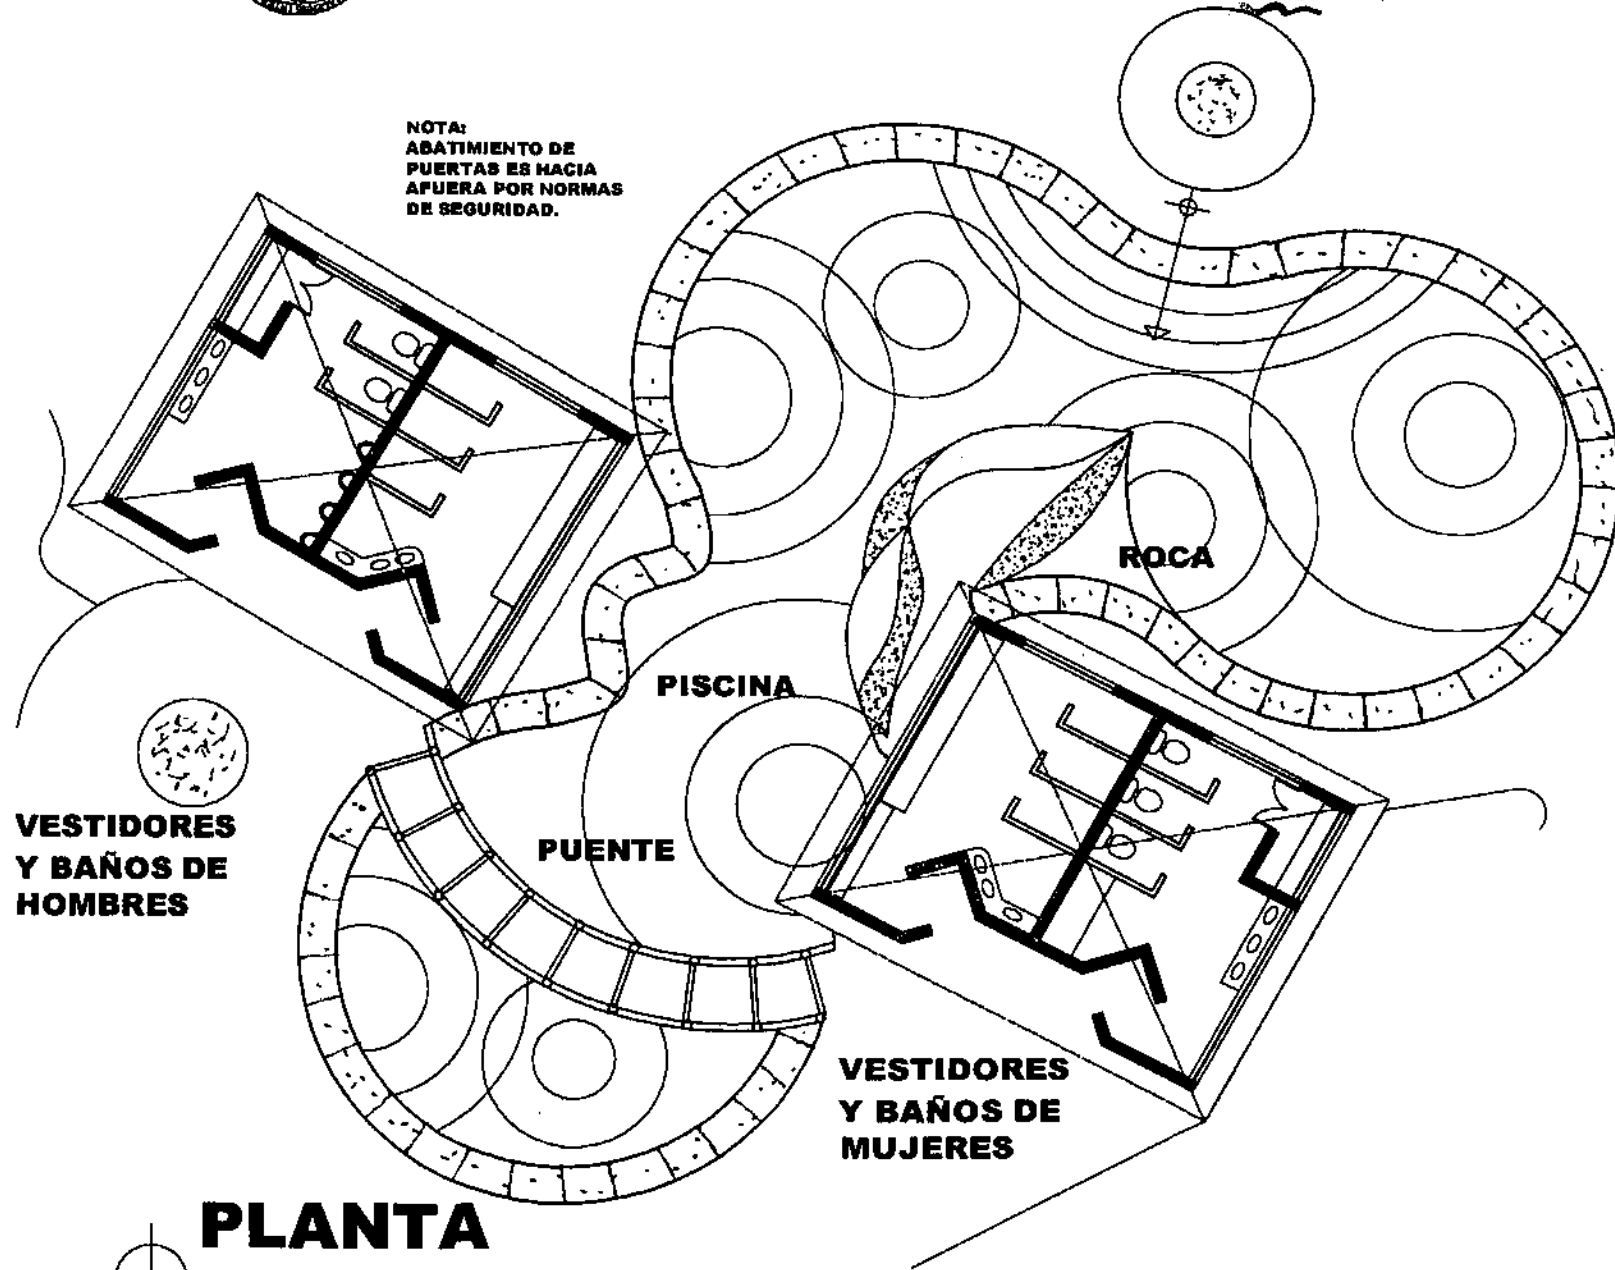 NOTA:
ABATIMIENTO DE
PUERTAS ES HACIA
AFUERA POR NORMAS
DE SEGURIDAD.
ROCA
PISCINA
PUENTE
VESTIDORES
Y BAÑOS DE
HOMBRES
VESTIDORES
Y BAÑOS DE
MUJERES
PLANTA